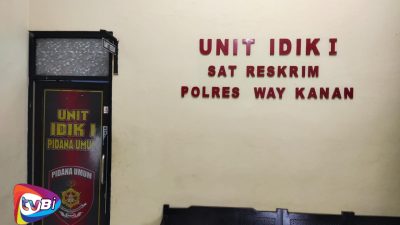 UNIT IDIK I
SAT RESKRIM
POLRES WAY KANAN
UNIT
IDIK I
PIDANA UMUM
PIDANA UMUM
tvBi